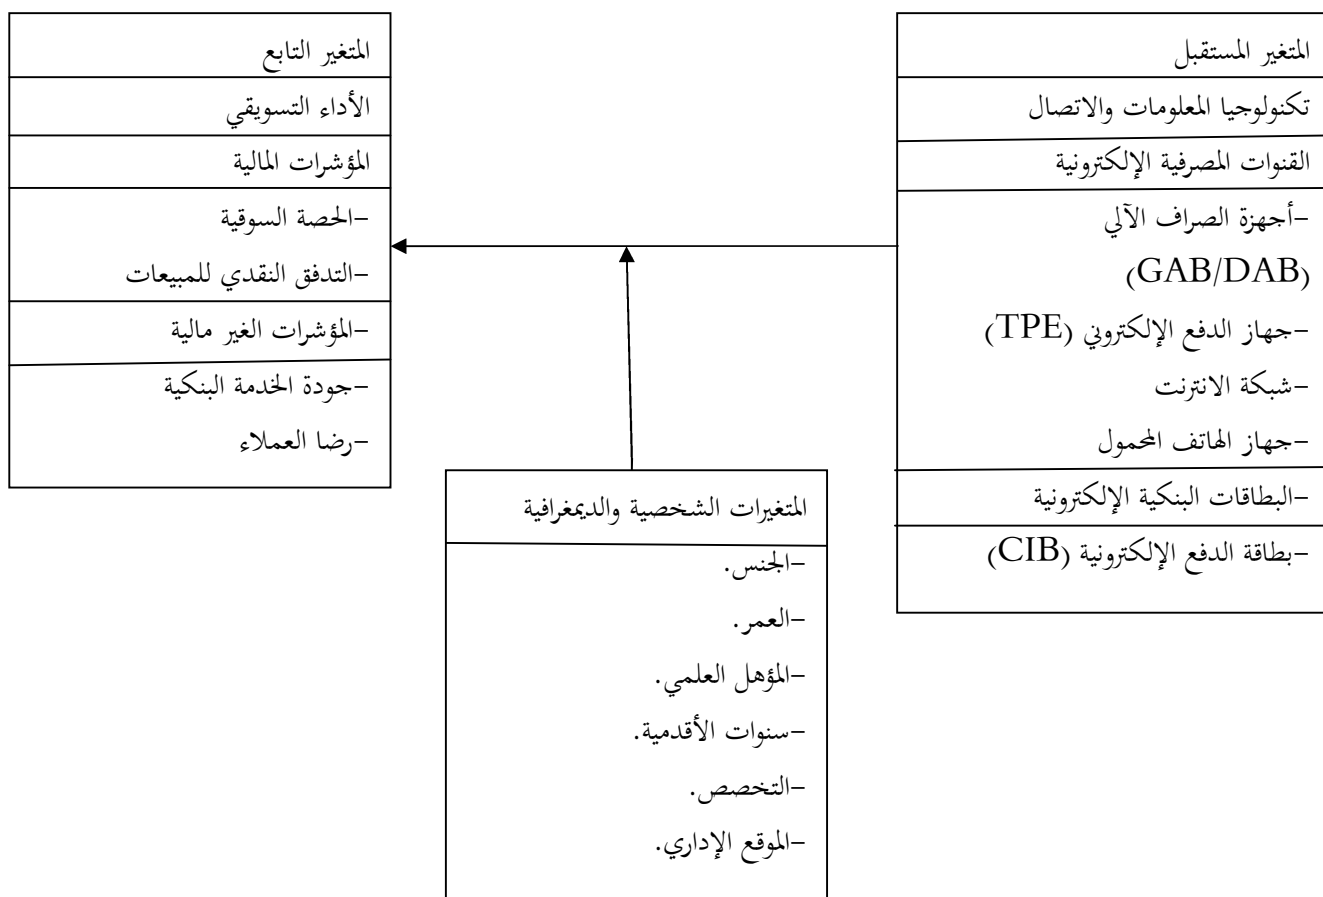 المتغير المستقبل
تكنولوجيا المعلومات والاتصال
القنوات المصرفية الإلكترونية
-أجهزة الصراف الآلي
(GAB/DAB)
-جهاز الدفع الإلكتروني (TPE)
-شبكة الانترنت
-جهاز الهاتف المحمول
-البطاقات البنكية الإلكترونية
-بطاقة الدفع الإلكترونية (CIB)
المتغير التابع
الأداء التسويقي
المؤشرات المالية
-الحصة السوقية
-التدفق النقدي للمبيعات
-المؤشرات الغير مالية
-جودة الخدمة البنكية
-رضا العملاء
المتغيرات الشخصية والديمغرافية
-الجنس.
-العمر.
-المؤهل العلمي.
-سنوات الأقدمية.
-التخصص.
-الموقع الإداري.